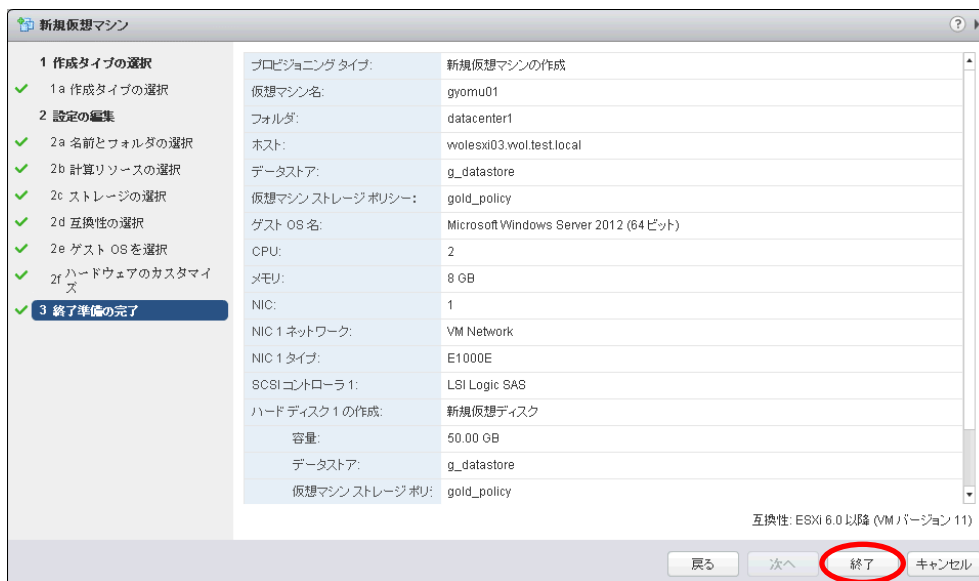 新規仮想マシン
?
1 作成タイプの選択
1a 作成タイプの選択
2 設定の編集
2a 名前とフォルダの選択
2b 計算リソースの選択
2c ストレージの選択
2d 互換性の選択
2e ゲスト OS を選択
2f ハードウェアのカスタマイ
ズ
3 終了準備の完了
プロビジョニング タイプ: 新規仮想マシンの作成
仮想マシン名: gyomu01
フォルダ: datacenter1
ホスト: wolesxi03.wol.test.local
データストア: g_datastore
仮想マシン ストレージ ポリシー: gold_policy
ゲスト OS 名: Microsoft Windows Server 2012 (64 ビット)
CPU: 2
メモリ: 8 GB
NIC: 1
NIC 1 ネットワーク: VM Network
NIC 1 タイプ: E1000E
SCSI コントローラ 1: LSI Logic SAS
ハード ディスク 1 の作成: 新規仮想ディスク
容量: 50.00 GB
データストア: g_datastore
仮想マシン ストレージ ポリ: gold_policy
互換性: ESXi 6.0 以降 (VM バージョン 11)
戻る 次へ 終了 キャンセル